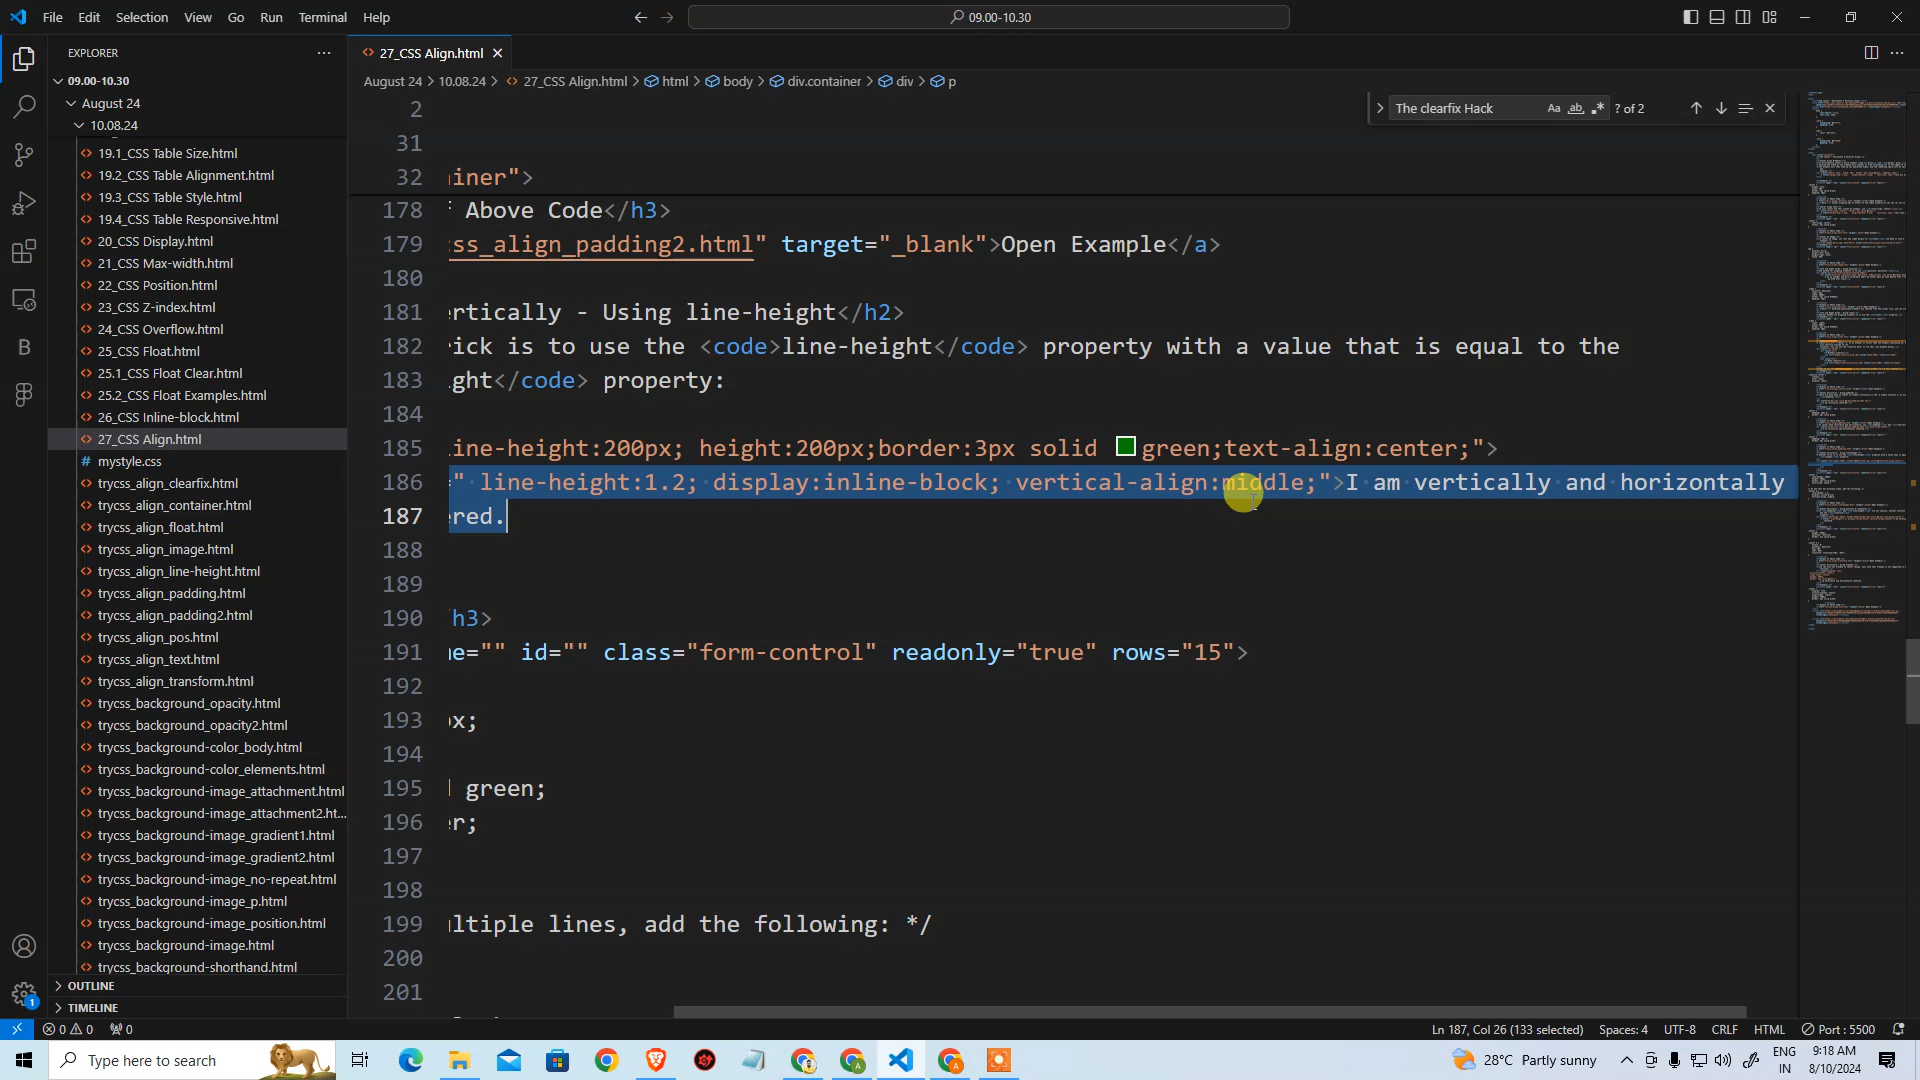 File Edit Selection View Go Run Terminal Help
09.00-10.30
EXPLORER
27_CSS Align.html
09.00-10.30
August 24
10.08.24
August 24 > 10.08.24 > 27_CSS Align.html > html > body > div.container > div > p
The clearfix Hack
? of 2
19.1_CSS Table Size.html
19.2_CSS Table Alignment.html
19.3_CSS Table Style.html
19.4_CSS Table Responsive.html
20_CSS Display.html
21_CSS Max-width.html
22_CSS Position.html
23_CSS Z-index.html
24_CSS Overflow.html
25_CSS Float.html
25.1_CSS Float Clear.html
25.2_CSS Float Examples.html
26_CSS Inline-block.html
27_CSS Align.html
mystyle.css
trycss_align_clearfix.html
trycss_align_container.html
trycss_align_float.html
trycss_align_image.html
trycss_align_line-height.html
trycss_align_padding.html
trycss_align_padding2.html
trycss_align_pos.html
trycss_align_text.html
trycss_align_transform.html
trycss_background_opacity.html
trycss_background_opacity2.html
trycss_background-color_body.html
trycss_background-color_elements.html
trycss_background-image_attachment.html
trycss_background-image_attachment2.ht...
trycss_background-image_gradient1.html
trycss_background-image_gradient2.html
trycss_background-image_no-repeat.html
trycss_background-image_p.html
trycss_background-image_position.html
trycss_background-image.html
trycss_background-shorthand.html
OUTLINE
TIMELINE
2
31
32 iner">
178 Above Code</h3>
179 ss_align_padding2.html" target="_blank">Open Example</a>
180
181 rtically - Using line-height</h2>
182 rick is to use the <code>line-height</code> property with a value that is equal to the
183 ght</code> property:
184
185 line-height:200px; height:200px;border:3px solid green;text-align:center;">
186 =" line-height:1.2; display:inline-block; vertical-align:middle;">I am vertically and horizontally
187 ered.
188
189
190 /h3>
191 me="" id="" class="form-control" readonly="true" rows="15">
192
193 px;
194
195 green;
196 er;
197
198
199 ultiple lines, add the following: */
200
201
0 0 0
Ln 187, Col 26 (133 selected) Spaces: 4 UTF-8 CRLF HTML Port : 5500
Type here to search
28°C Partly sunny
ENG
IN
9:18 AM
8/10/2024